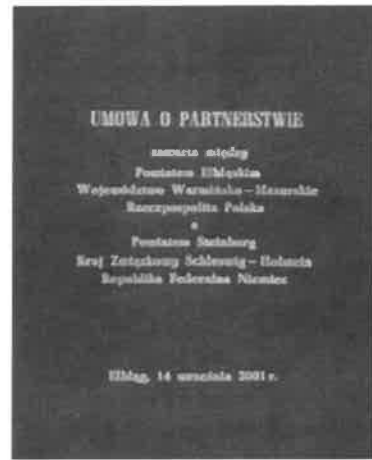 UMOWA O PARTNERSTWIE
zawarta między
Powiatem Elbląskim
Województwo Warmińsko-Mazurskie
Rzeczpospolita Polska
a
Powiatem Steinburg
Kraj Związkowy Schleswig-Holstein
Republika Federalna Niemiec
Elbląg, 14 września 2001 r.